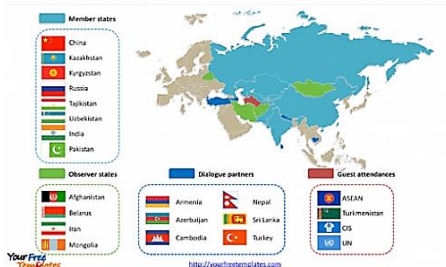 Member states
China
Kazakhstan
Kyrgyzstan
Russia
Tajikistan
Uzbekistan
India
Pakistan
Observer states
Afghanistan
Belarus
Iran
Mongolia
Dialogue partners
Armenia
Azerbaijan
Cambodia
Nepal
Sri Lanka
Turkey
Guest attendances
ASEAN
Turkmenistan
CIS
UN
Your Free
Templates
http://yourfreetemplates.com